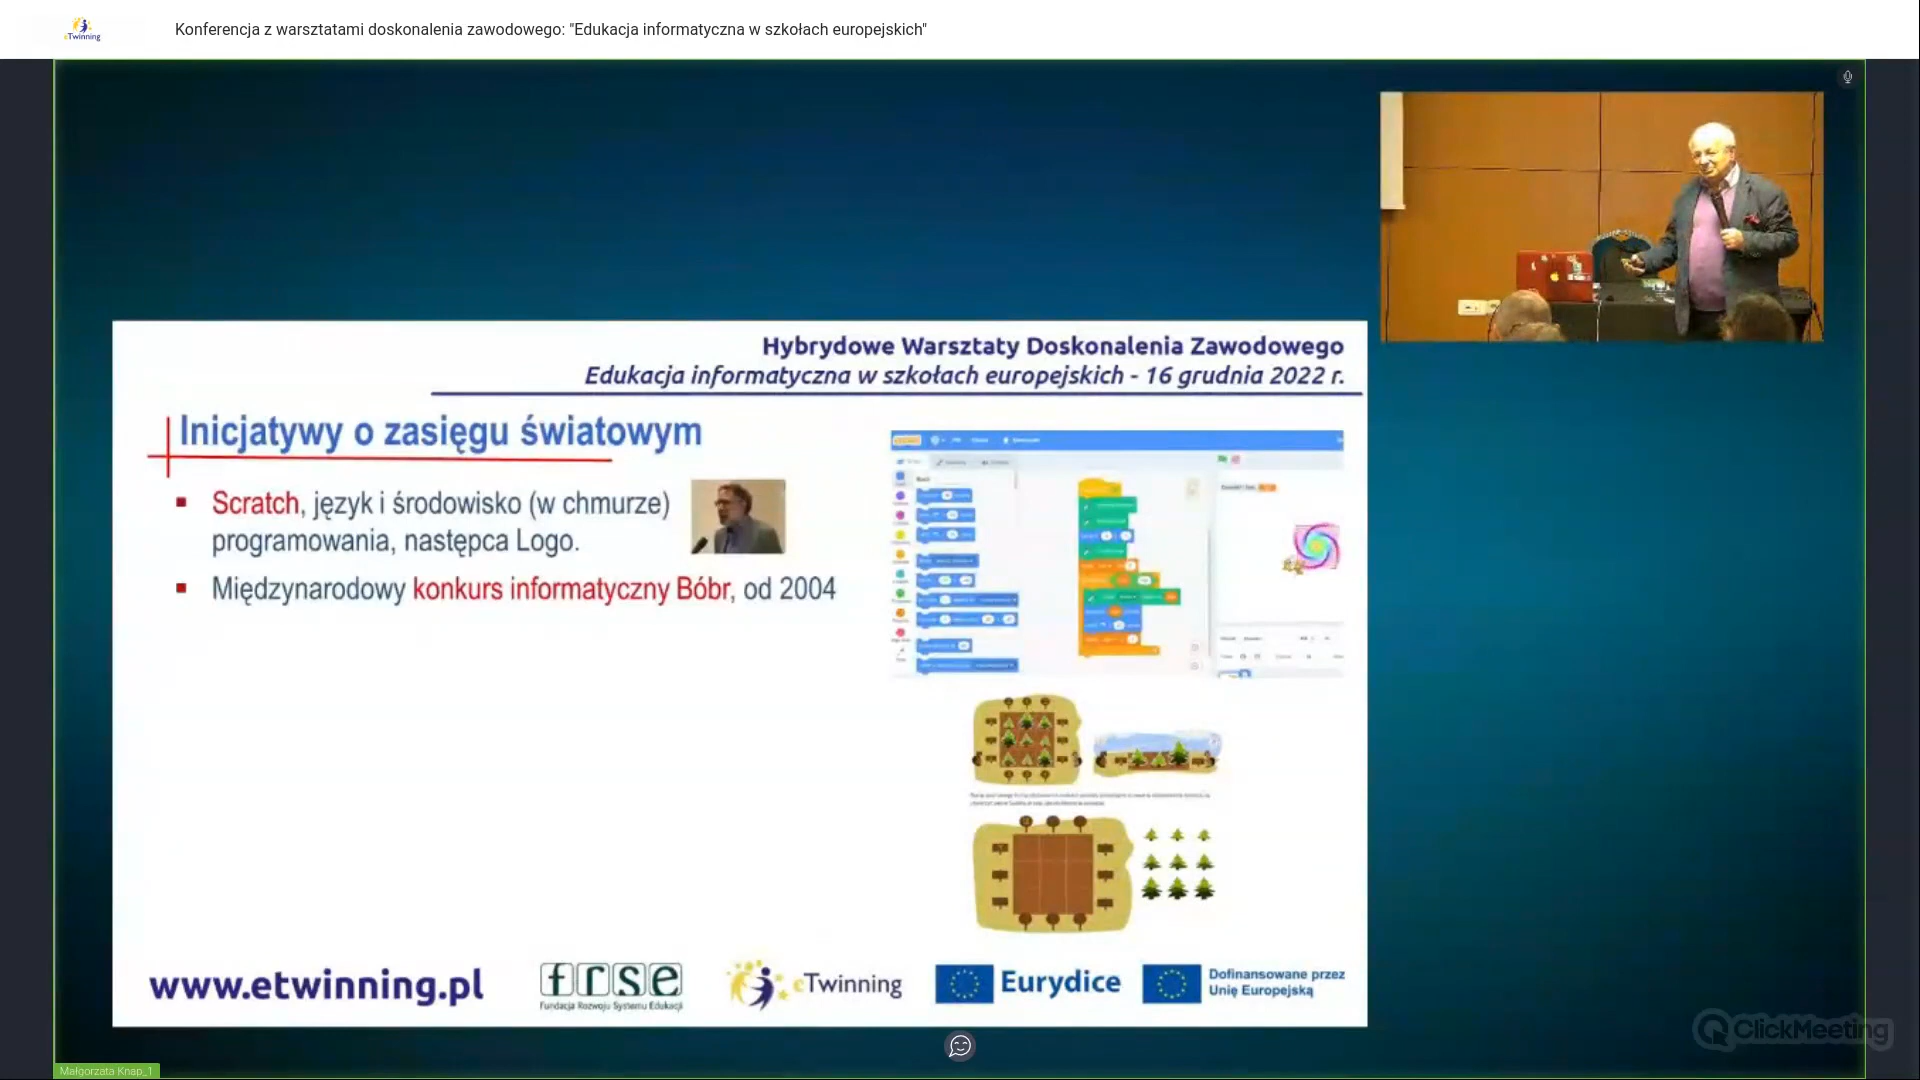 eTwinning
Konferencja z warsztatami doskonalenia zawodowego: "Edukacja informatyczna w szkołach europejskich"
Hybrydowe Warsztaty Doskonalenia Zawodowego
Edukacja informatyczna w szkołach europejskich - 16 grudnia 2022 r.
Inicjatywy o zasięgu światowym
Scratch, język i środowisko (w chmurze)
programowania, następca Logo.
Międzynarodowy konkurs informatyczny Bóbr, od 2004
www.etwinning.pl
frse
Fundacja Rozwoju Systemu Edukacji
eTwinning
Eurydice
Dofinansowane przez
Unię Europejską
ClickMeeting
Małgorzata Knap_1